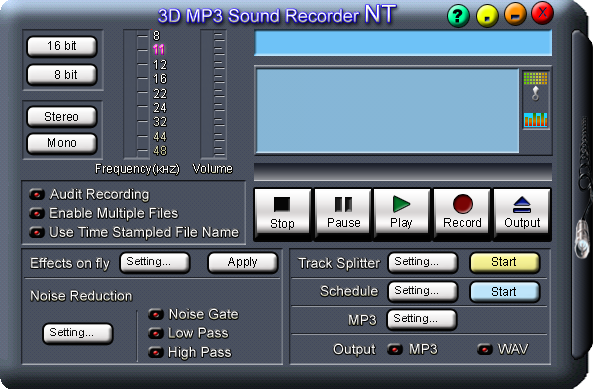 3D MP3 Sound Recorder NT
? - - X
16 bit
8 bit
Stereo
Mono
8
11
12
16
22
24
32
44
48
Frequency(KHz) Volume
Audit Recording
Enable Multiple Files
Use Time Stamped File Name
Stop Pause Play Record Output
Effects on fly Setting... Apply
Noise Reduction
Setting...
Noise Gate
Low Pass
High Pass
Track Splitter Setting... Start
Schedule Setting... Start
MP3 Setting...
Output MP3 WAV